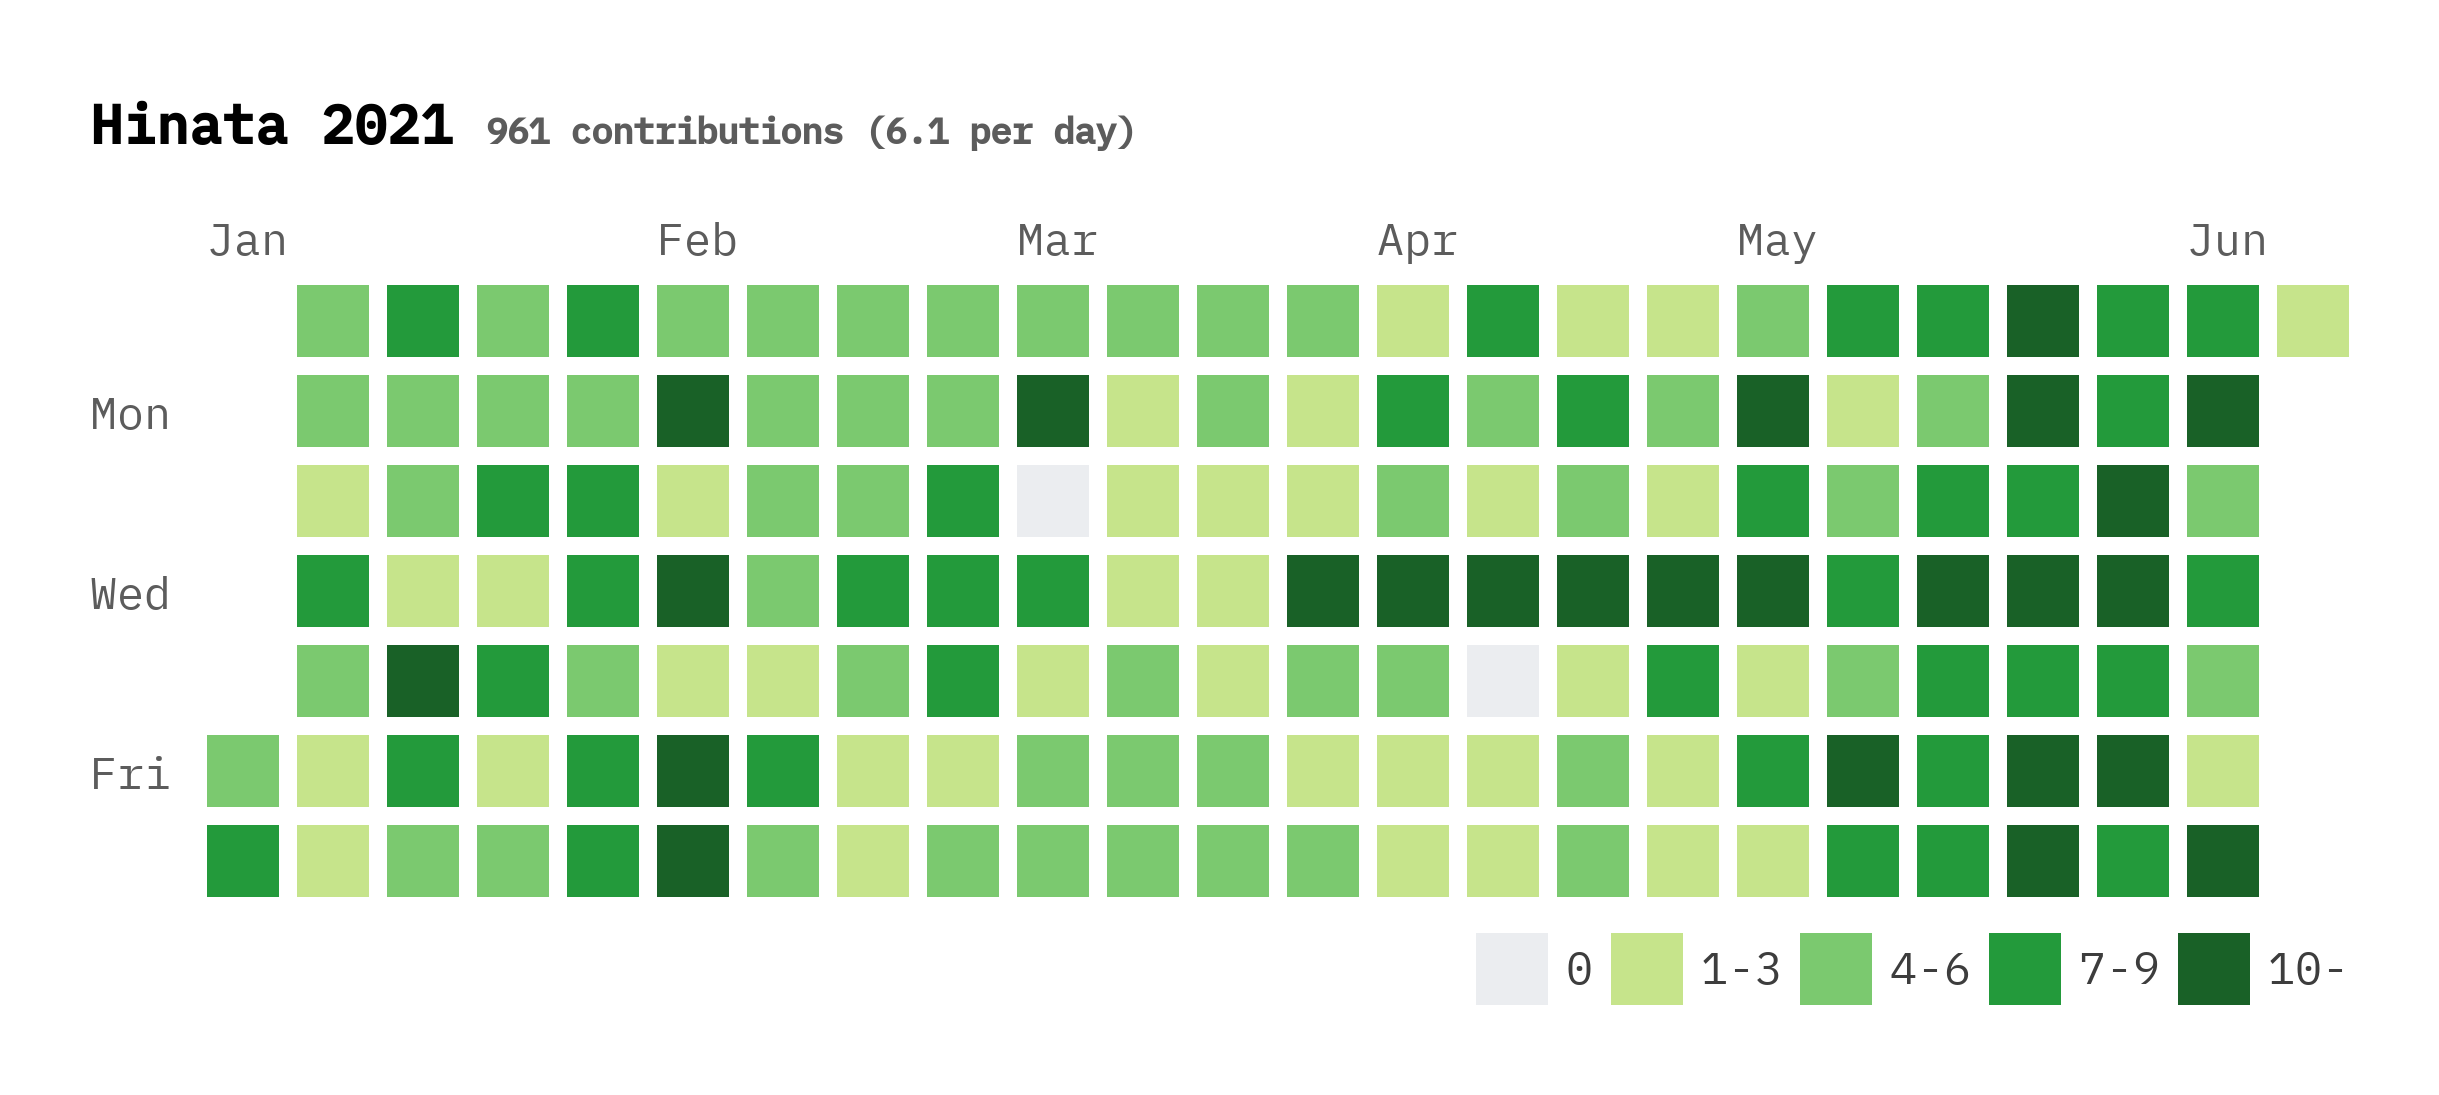 Hinata 2021 961 contributions (6.1 per day)
Jan Feb Mar Apr May Jun
Mon
Wed
Fri
0 1-3 4-6 7-9 10-